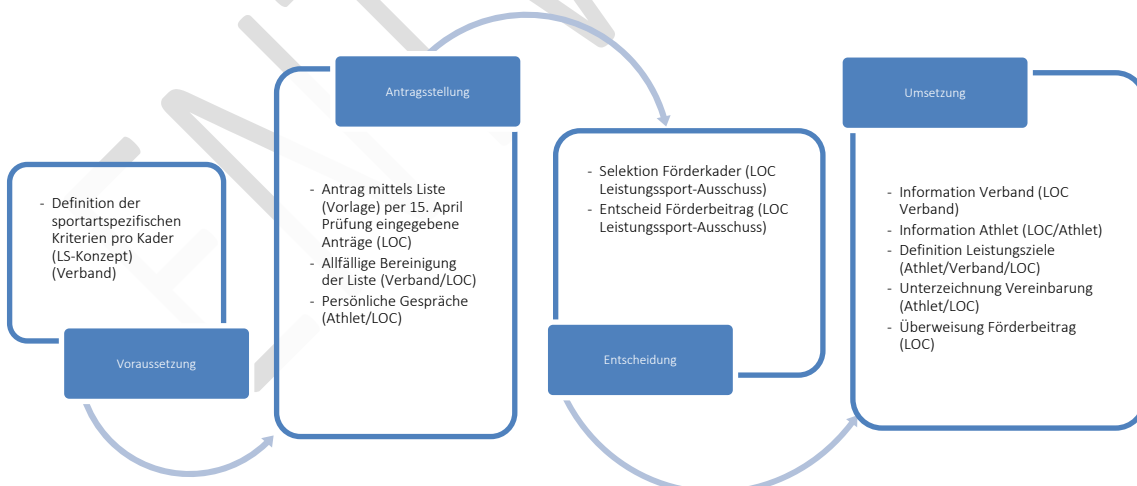 - Definition der
sportartspezifischen
Kriterien pro Kader
(LS-Konzept)
(Verband)
Voraussetzung
Antragsstellung
- Antrag mittels Liste
(Vorlage) per 15. April
Prüfung eingegebene
Anträge (LOC)
- Allfällige Bereinigung
der Liste (Verband/LOC)
- Persönliche Gespräche
(Athlet/LOC)
- Selektion Förderkader (LOC
Leistungssport-Ausschuss)
- Entscheid Förderbeitrag (LOC
Leistungssport-Ausschuss)
Entscheidung
Umsetzung
- Information Verband (LOC
Verband)
- Information Athlet (LOC/Athlet)
- Definition Leistungsziele
(Athlet/Verband/LOC)
- Unterzeichnung Vereinbarung
(Athlet/LOC)
- Überweisung Förderbeitrag
(LOC)